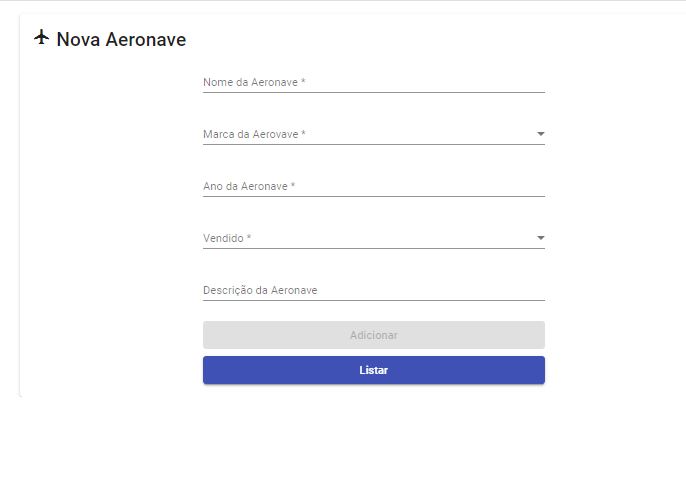 Nova Aeronave
Nome da Aeronave *
Marca da Aerovave *
Ano da Aeronave *
Vendido *
Descrição da Aeronave
Adicionar
Listar